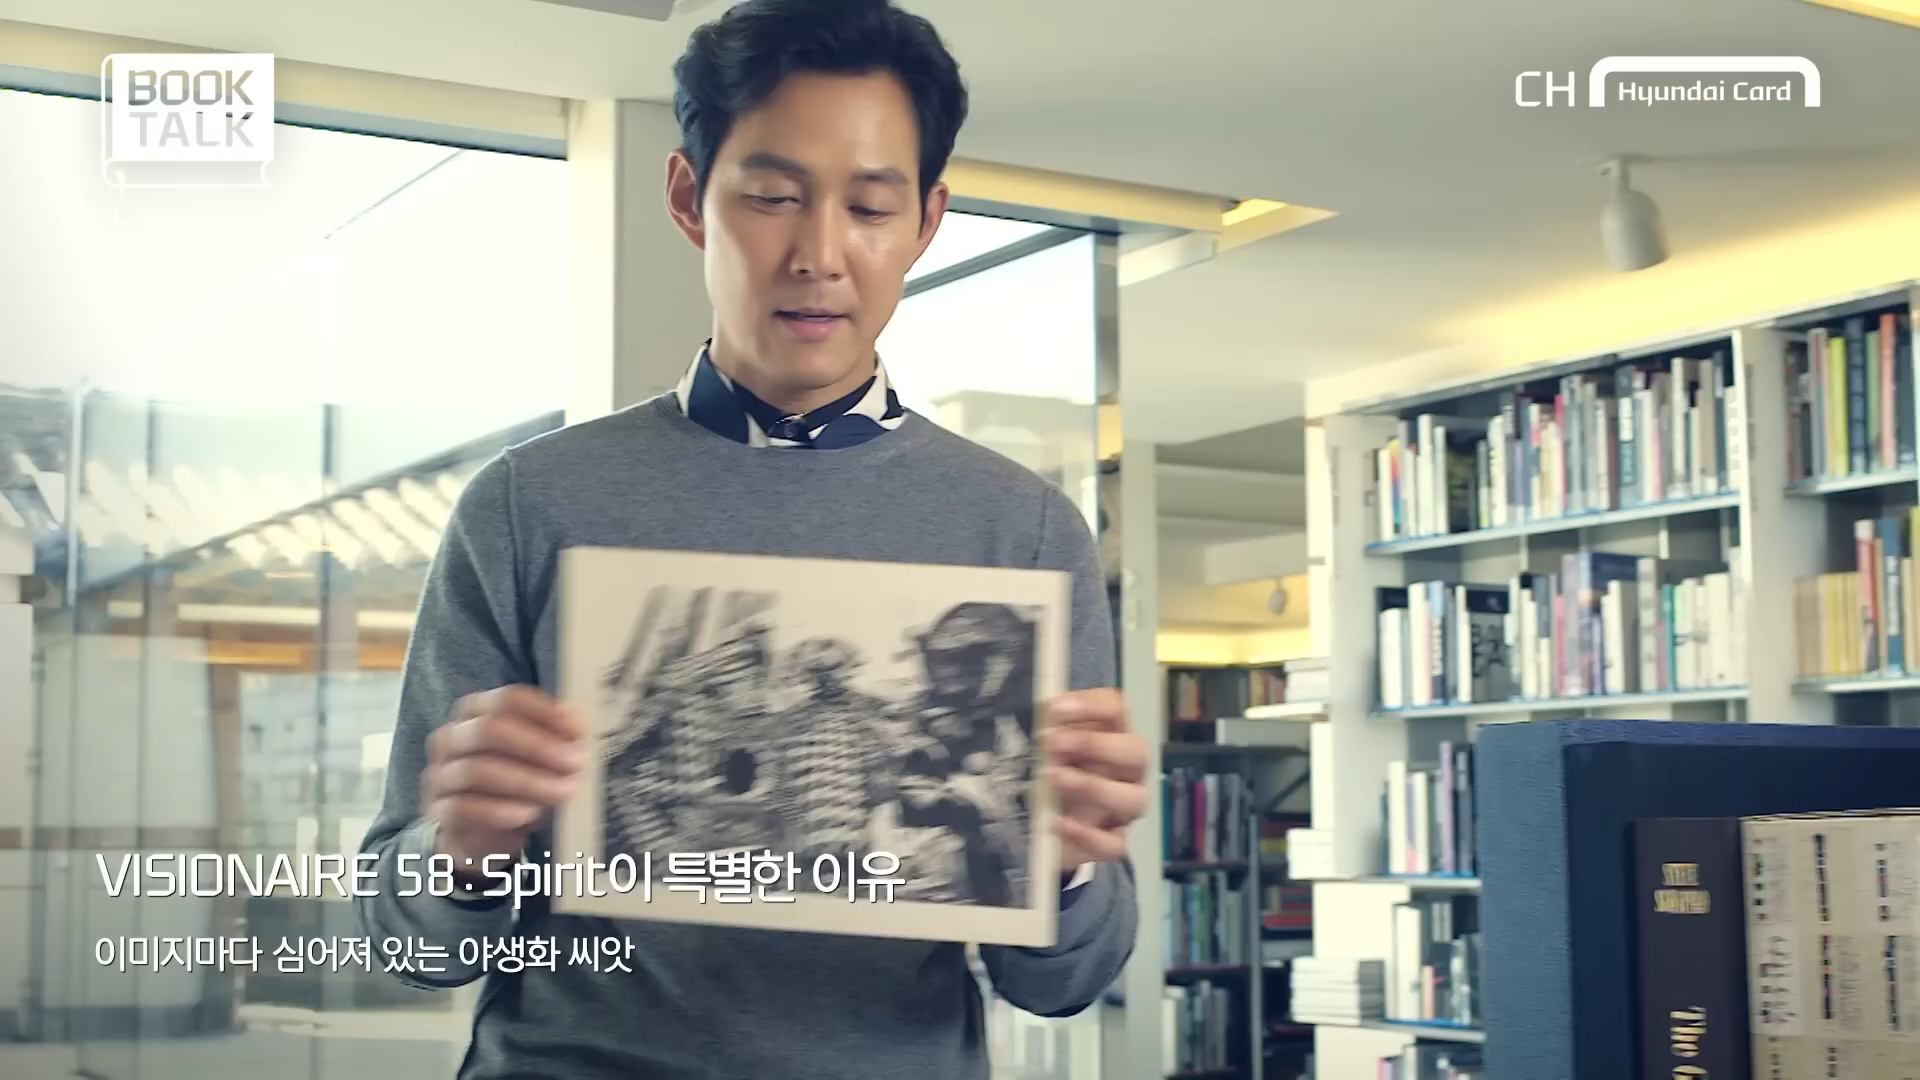 BOOK
TALK
CH Hyundai Card
VISIONAIRE 58 : Spirit이 특별한 이유
이미지마다 심어져 있는 야생화 씨앗